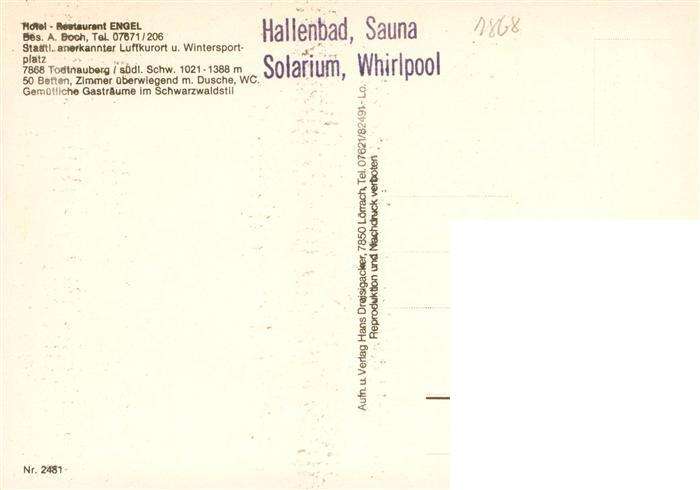 Hotel - Restaurant ENGEL
Bes. A. Boch, Tel. 07671/206
Staatl. anerkannter Luftkurort u. Wintersport-
platz
7868 Todtnauberg / südl. Schw. 1021 - 1388 m
50 Betten, Zimmer überwiegend m. Dusche, WC.
Gemütliche Gasträume im Schwarzwaldstil
Hallenbad, Sauna
Solarium, Whirlpool
7868
Aufn. u. Verlag Hans Dreisigacker, 7850 Lörrach, Tel. 07621/82491 - Lo.
Reproduktion und Nachdruck verboten
Nr. 2481